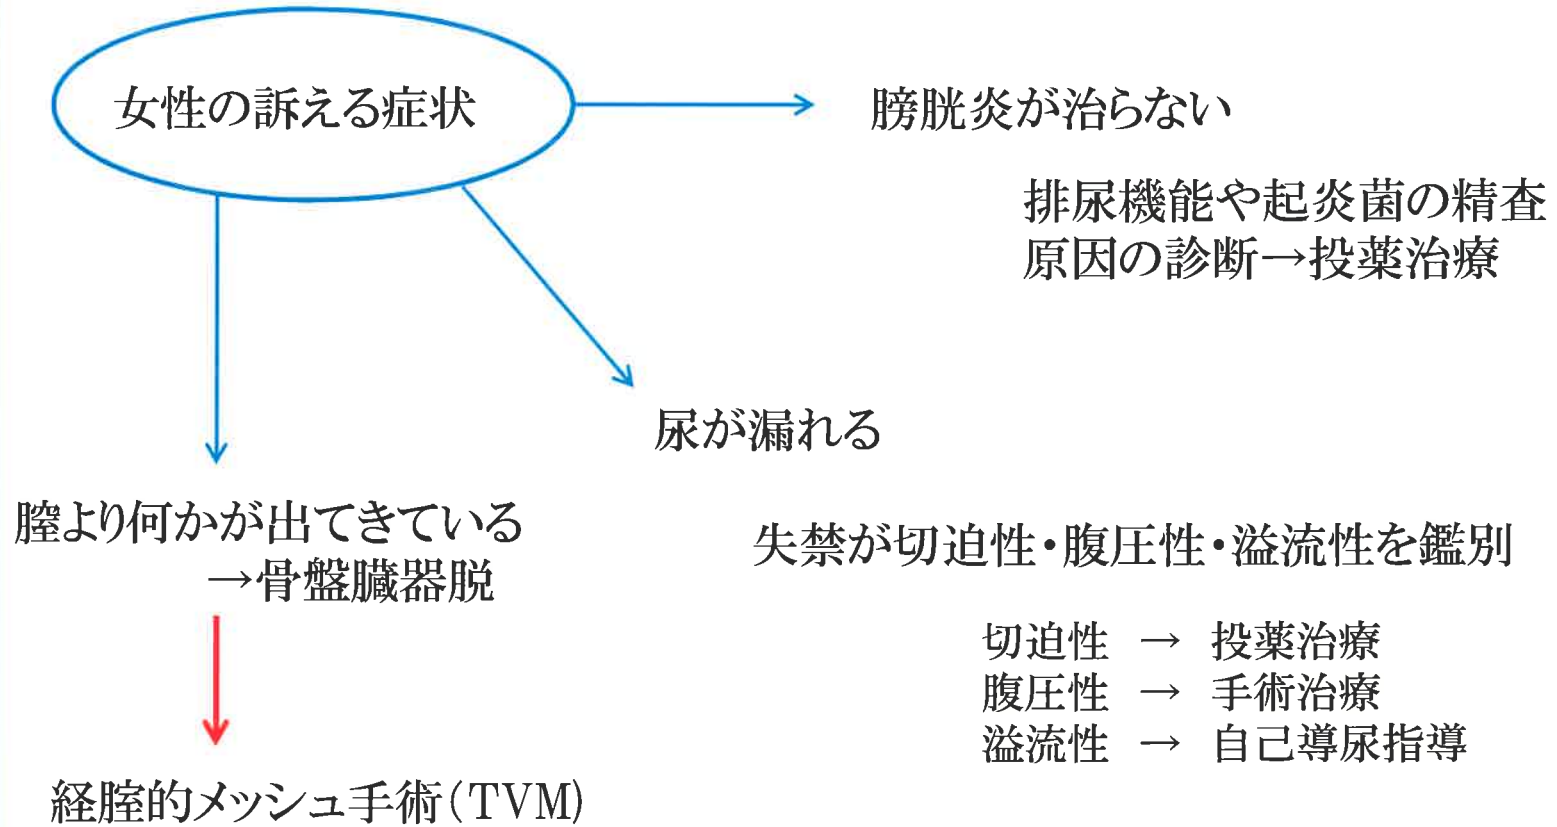 女性の訴える症状
膀胱炎が治らない
排尿機能や起炎菌の精査
原因の診断→投薬治療
尿が漏れる
失禁が切迫性・腹圧性・溢流性を鑑別
切迫性 → 投薬治療
腹圧性 → 手術治療
溢流性 → 自己導尿指導
膣より何かが出てきている
→骨盤臓器脱
経腟的メッシュ手術(TVM)